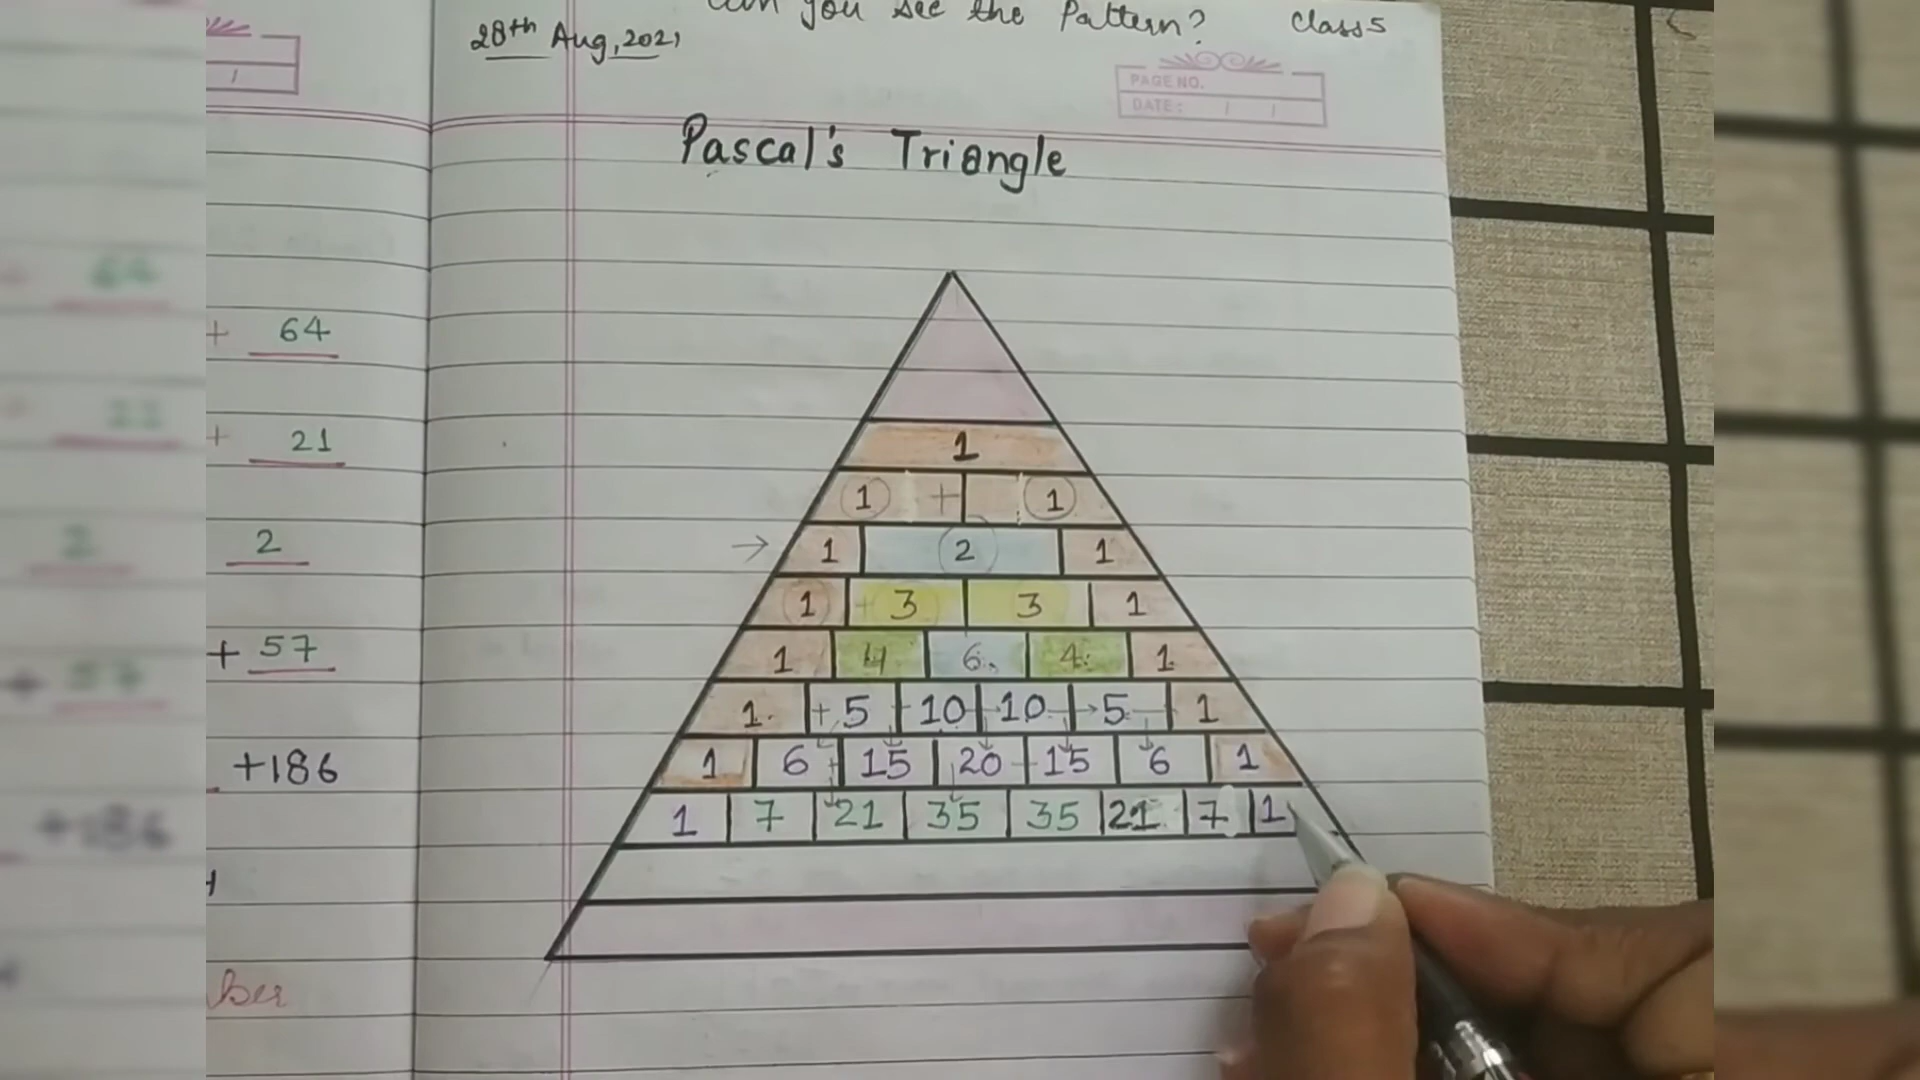 can you see the Pattern? Class 5
28th Aug, 2021
PAGE NO.
DATE: / /
Pascal's Triangle
1
1 + 1
1 2 1
1 + 3 3 1
1 4 6 4 1
1 + 5 10 10 5 1
1 6 + 15 20 15 6 1
1 7 21 35 35 21 7 1
+ 64
+ 21
2
+ 57
+186